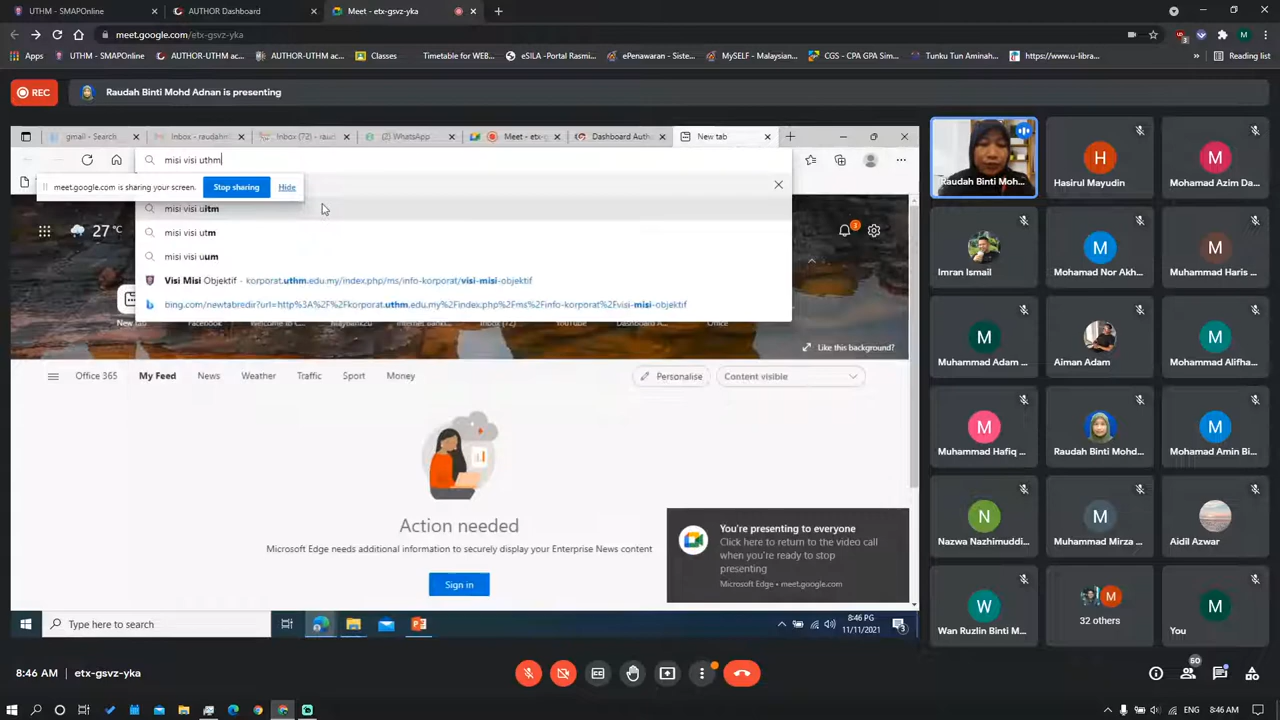 UTHM - SMAPOnline
AUTHOR Dashboard
Meet - etx-gsvz-yka
meet.google.com/etx-gsvz-yka
Apps
UTHM - SMAPOnline
AUTHOR-UTHM ac...
AUTHOR-UTHM ac...
Classes
Timetable for WEB...
eSILA -Portal Rasmi...
ePenawaran - Siste...
MySELF - Malaysian...
CGS - CPA GPA Sim...
Tunku Tun Aminah...
https://www.u-libra...
Reading list
REC
Raudah Binti Mohd Adnan is presenting
gmail - Search
Inbox - raudah
Inbox (72) - rau
(2) WhatsApp
Meet - etx-g
Dashboard Au
New tab
misi visi uthm
meet.google.com is sharing your screen.
Stop sharing
Hide
misi visi uitm
misi visi utm
misi visi uum
Visi Misi Objektif - korporat.uthm.edu.my/index.php/ms/info-korporat/visi-misi-objektif
bing.com/newtabredir?url=http%3A%2F%2Fkorporat.uthm.edu.my%2Findex.php%2Fms%2Finfo-korporat%2Fvisi-misi-objektif
27 °C
Like this background?
Office 365
My Feed
News
Weather
Traffic
Sport
Money
Personalise
Content visible
Action needed
Microsoft Edge needs additional information to securely display your Enterprise News content
Sign in
You're presenting to everyone
Click here to return to the video call
when you're ready to stop
presenting
Microsoft Edge • meet.google.com
Type here to search
8:46 PG
11/11/2021
Raudah Binti Moh...
H
Hasirul Mayudin
M
Mohamad Azim Da...
Imran Ismail
M
Mohamad Nor Akh...
M
Muhammad Haris ...
M
Muhammad Adam ...
Aiman Adam
M
Mohammad Alifha...
M
Muhammad Hafiq ...
Raudah Binti Mohd...
M
Mohamad Amin Bi...
N
Nazwa Nazhimuddi...
M
Muhammad Mirza ...
Aidil Azwar
W
Wan Ruzlin Binti M...
M
32 others
M
You
8:46 AM
etx-gsvz-yka
50
8:46 AM